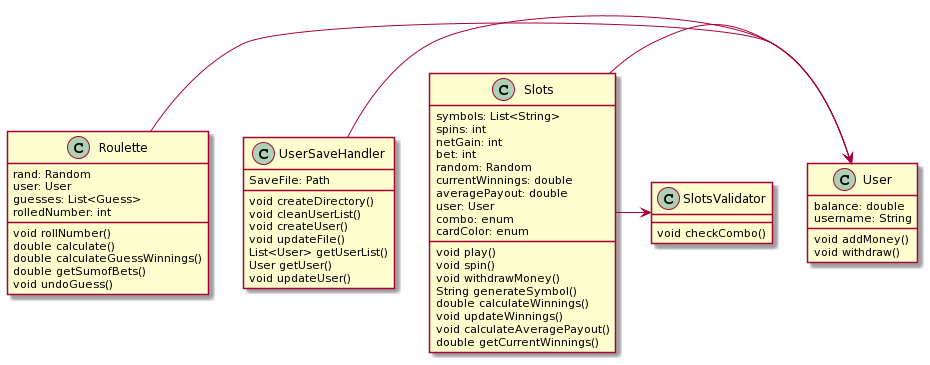 C Roulette
rand: Random
user: User
guesses: List<Guess>
rolledNumber: int
void rollNumber()
double calculate()
double calculateGuessWinnings()
double getSumofBets()
void undoGuess()
C UserSaveHandler
SaveFile: Path
void createDirectory()
void cleanUserList()
void createUser()
void updateFile()
List<User> getUserList()
User getUser()
void updateUser()
C Slots
symbols: List<String>
spins: int
netGain: int
bet: int
random: Random
currentWinnings: double
averagePayout: double
user: User
combo: enum
cardColor: enum
void play()
void spin()
void withdrawMoney()
String generateSymbol()
double calculateWinnings()
void updateWinnings()
void calculateAveragePayout()
double getCurrentWinnings()
C SlotsValidator
void checkCombo()
C User
balance: double
username: String
void addMoney()
void withdraw()